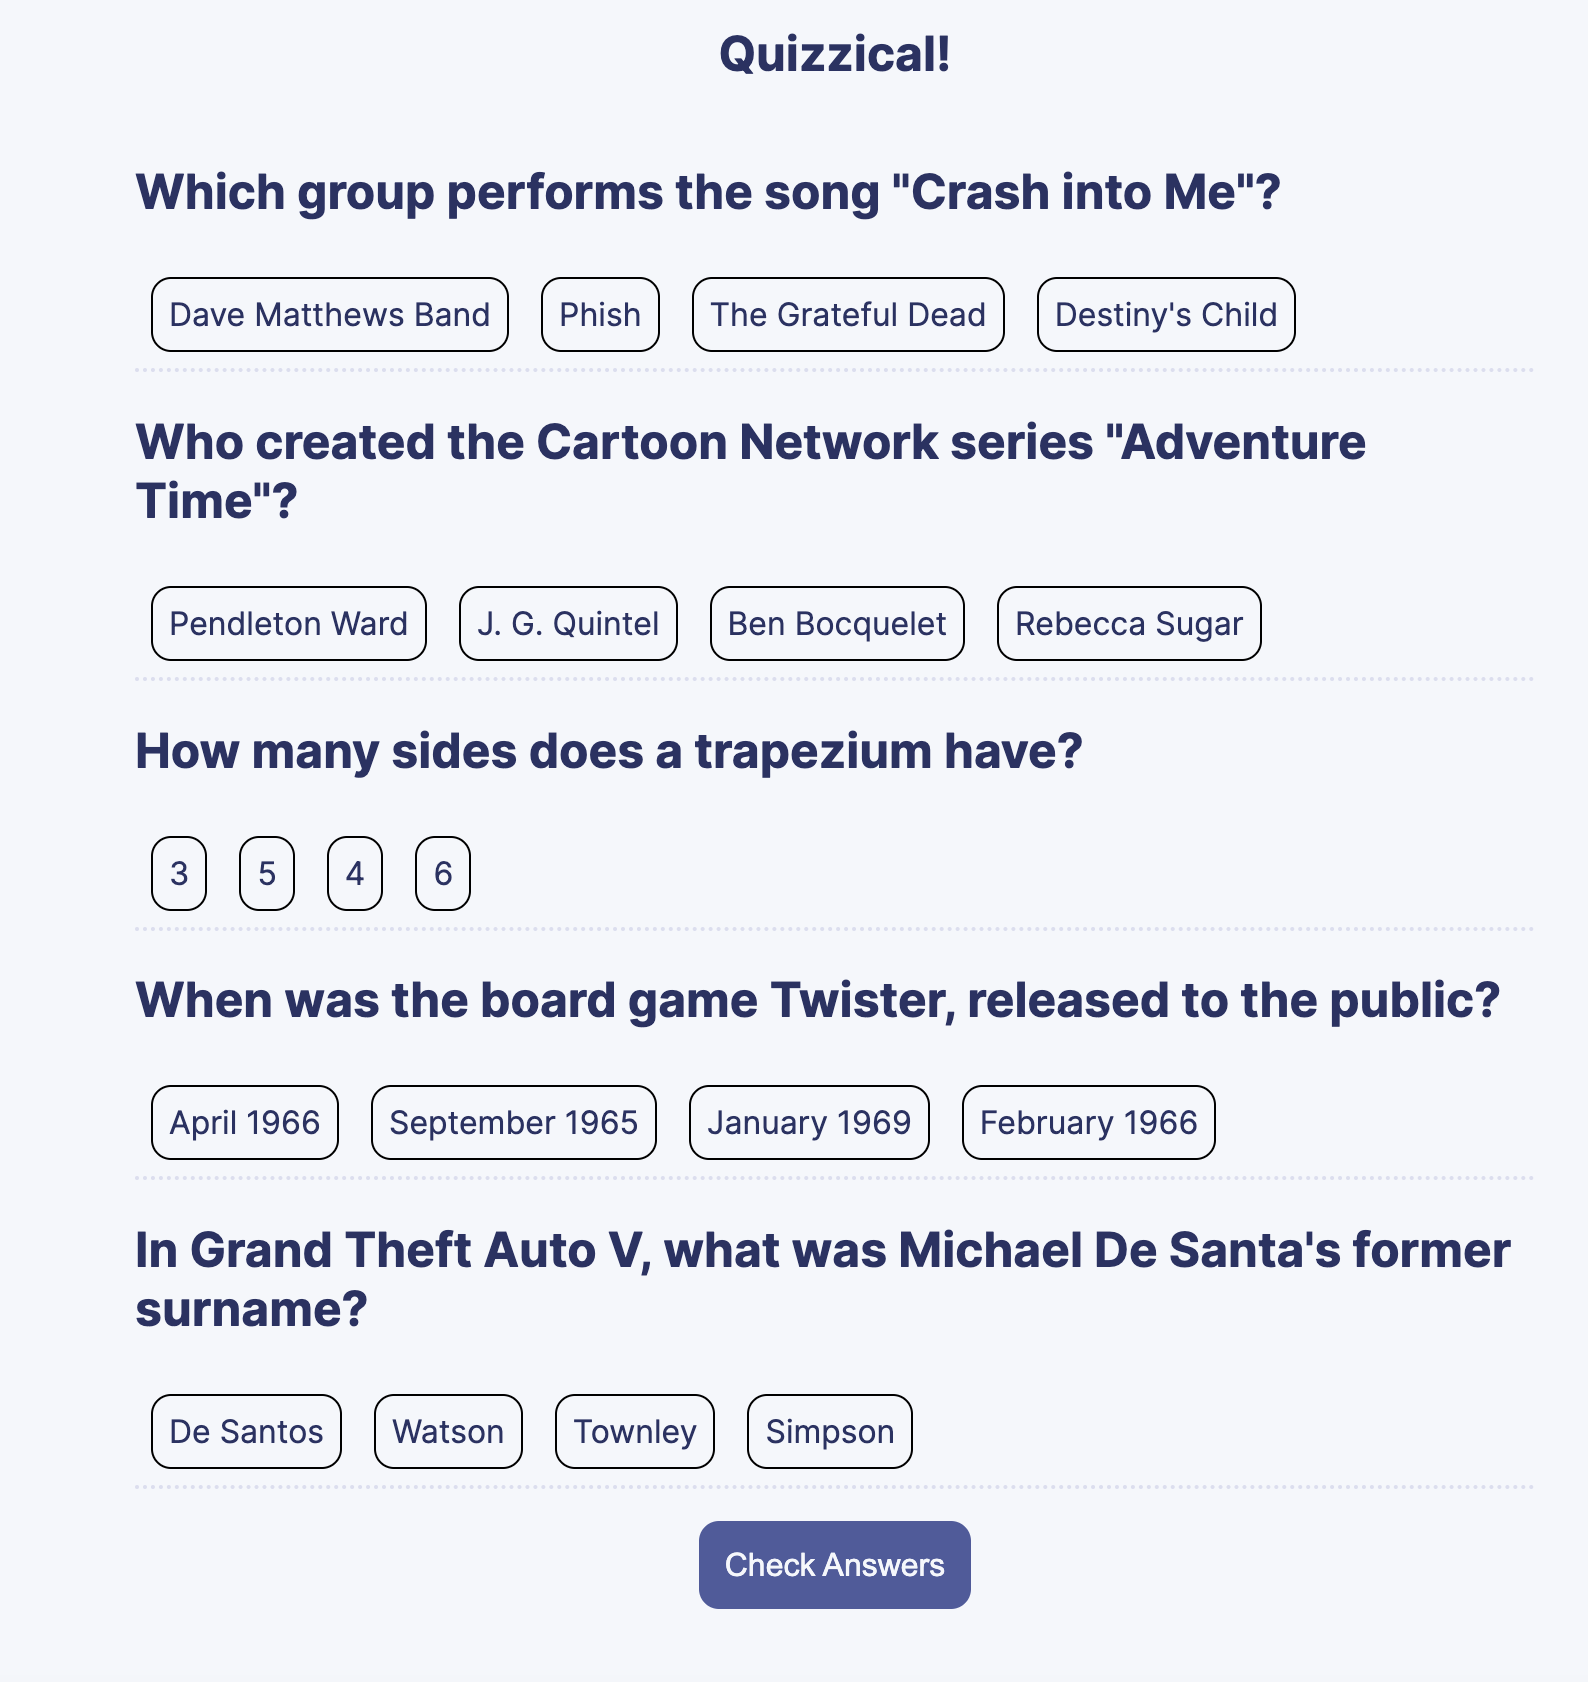 Quizzical!
Which group performs the song "Crash into Me"?
Dave Matthews Band Phish The Grateful Dead Destiny's Child
Who created the Cartoon Network series "Adventure
Time"?
Pendleton Ward J. G. Quintel Ben Bocquelet Rebecca Sugar
How many sides does a trapezium have?
3 5 4 6
When was the board game Twister, released to the public?
April 1966 September 1965 January 1969 February 1966
In Grand Theft Auto V, what was Michael De Santa's former
surname?
De Santos Watson Townley Simpson
Check Answers